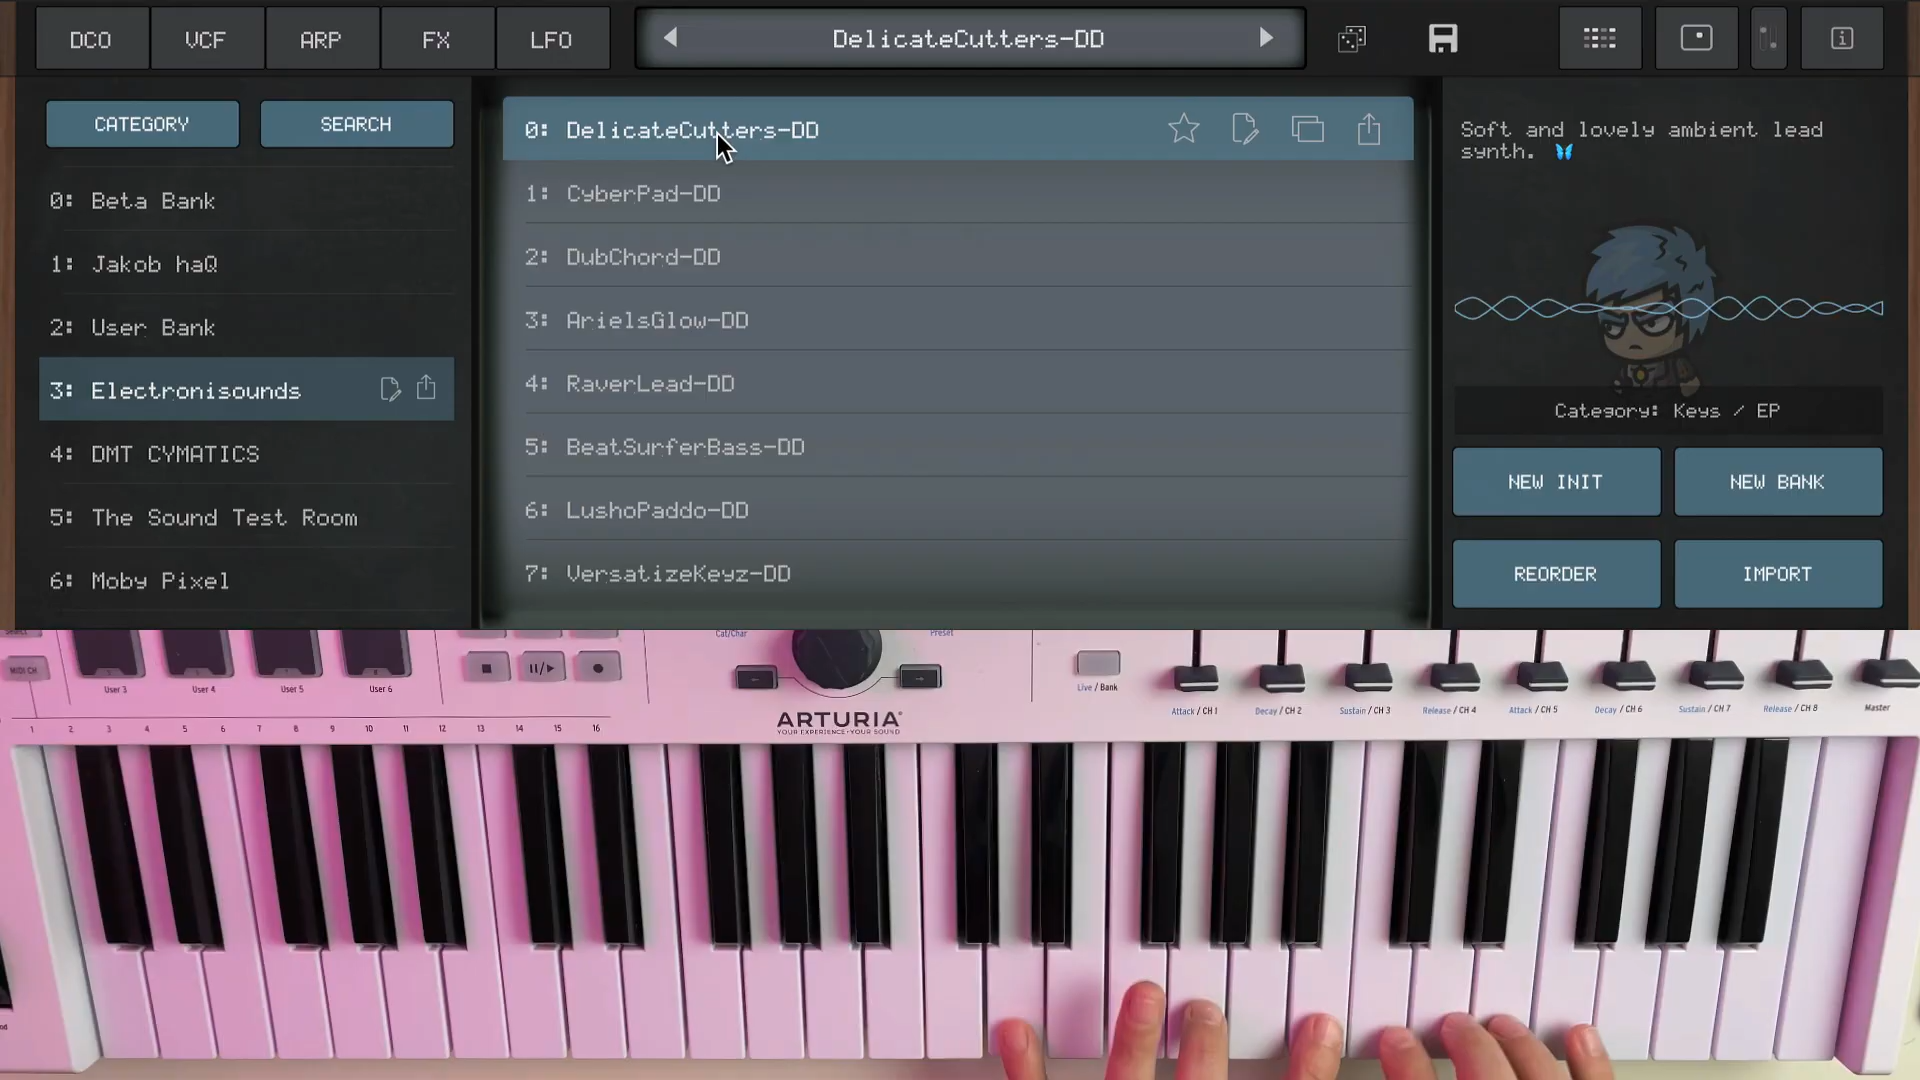 DCO
VCF
ARP
FX
LFO
DelicateCutters-DD
CATEGORY
SEARCH
0: Beta Bank
1: Jakob haQ
2: User Bank
3: Electronisounds
4: DMT CYMATICS
5: The Sound Test Room
6: Moby Pixel
0: DelicateCutters-DD
1: CyberPad-DD
2: DubChord-DD
3: ArielsGlow-DD
4: RaverLead-DD
5: BeatSurferBass-DD
6: LushoPaddo-DD
7: VersatizeKeyz-DD
Soft and lovely ambient lead
synth. 🦋
Category: Keys / EP
NEW INIT
NEW BANK
REORDER
IMPORT
Select
Cat/Char
Preset
MIDI CH
User 3
User 4
User 5
User 6
Live / Bank
Attack / CH 1
Decay / CH 2
Sustain / CH 3
Release / CH 4
Attack / CH 5
Decay / CH 6
Sustain / CH 7
Release / CH 8
Master
ARTURIA
YOUR EXPERIENCE • YOUR SOUND
1 2 3 4 5 6 7 8 9 10 11 12 13 14 15 16